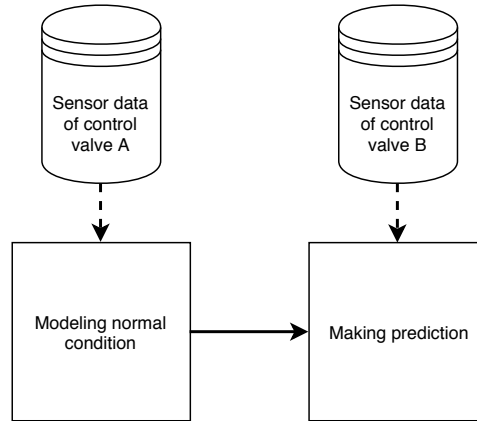 Sensor data
of control
valve A
Sensor data
of control
valve B
Modeling normal
condition
Making prediction